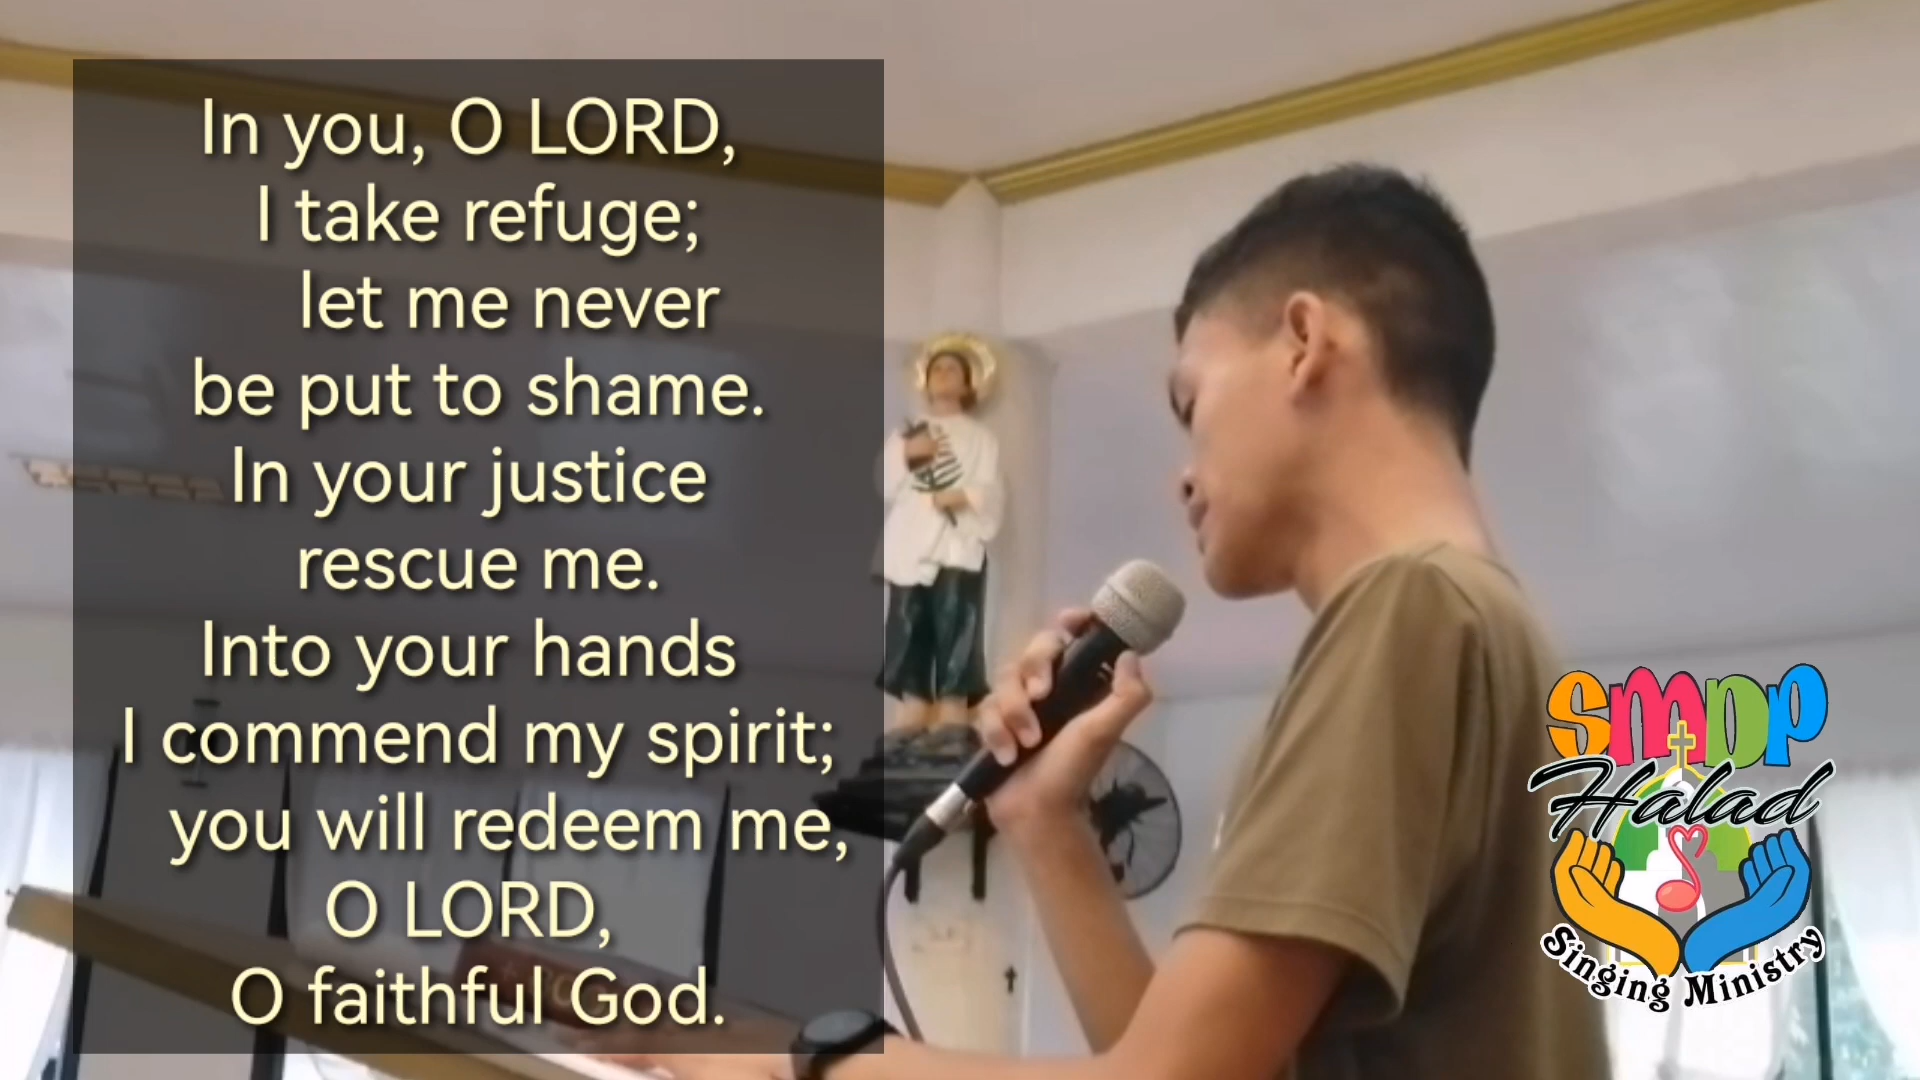 In you, O LORD,
I take refuge;
let me never
be put to shame.
In your justice
rescue me.
Into your hands
I commend my spirit;
you will redeem me,
O LORD,
O faithful God.
SMDP
Halad
Singing Ministry